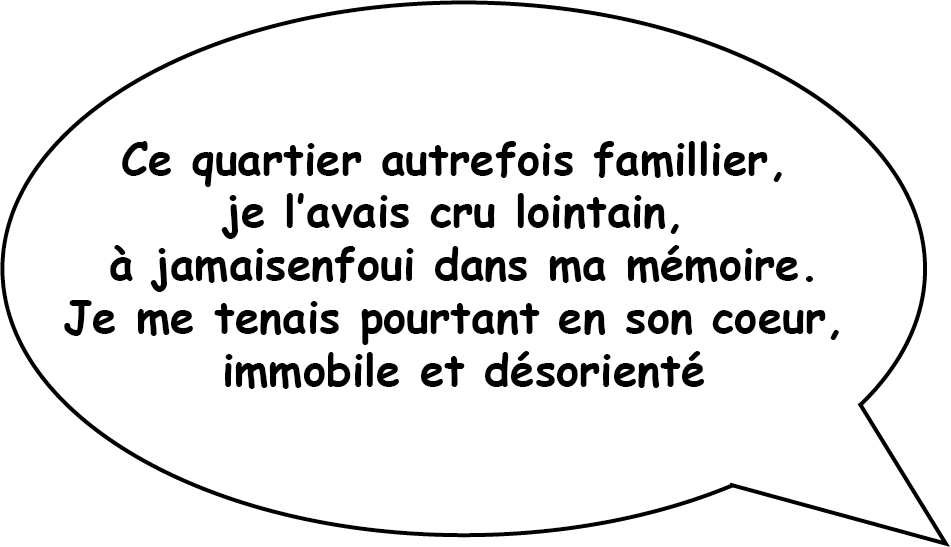 Ce quartier autrefois famillier,
je l’avais cru lointain,
à jamaisenfoui dans ma mémoire.
Je me tenais pourtant en son coeur,
immobile et désorienté